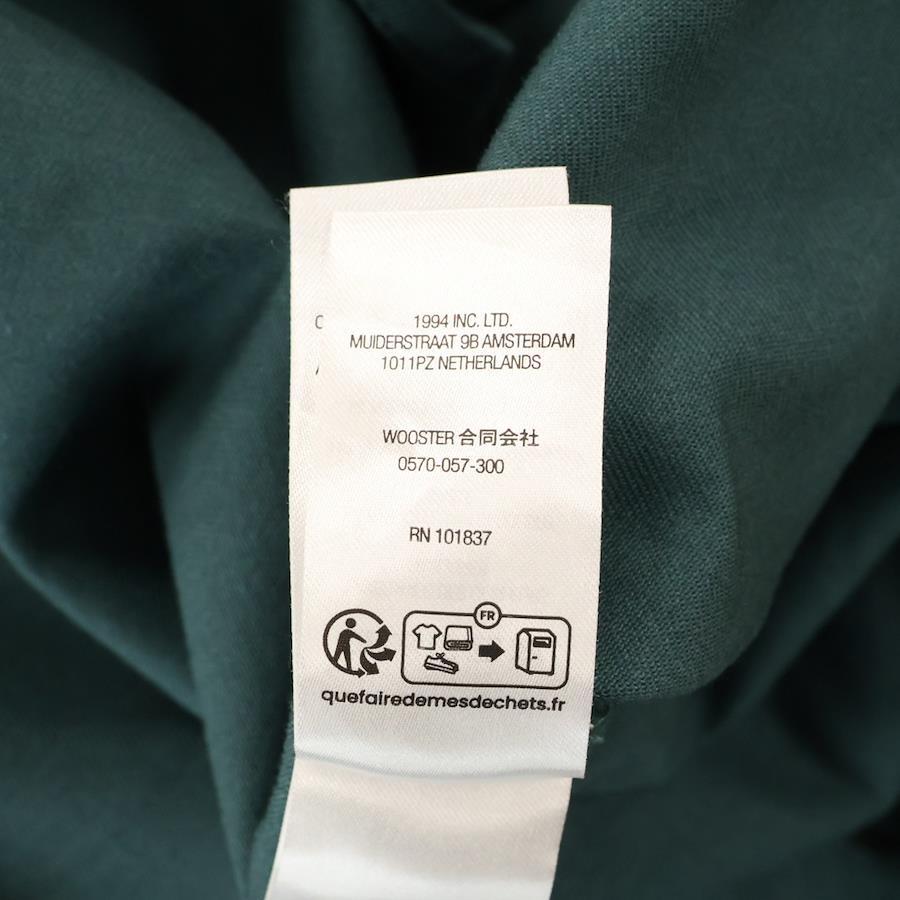 1994 INC. LTD.
MUIDERSTRAAT 9B AMSTERDAM
1011PZ NETHERLANDS
WOOSTER 合同会社
0570-057-300
RN 101837
FR
quefairedemesdechets.fr